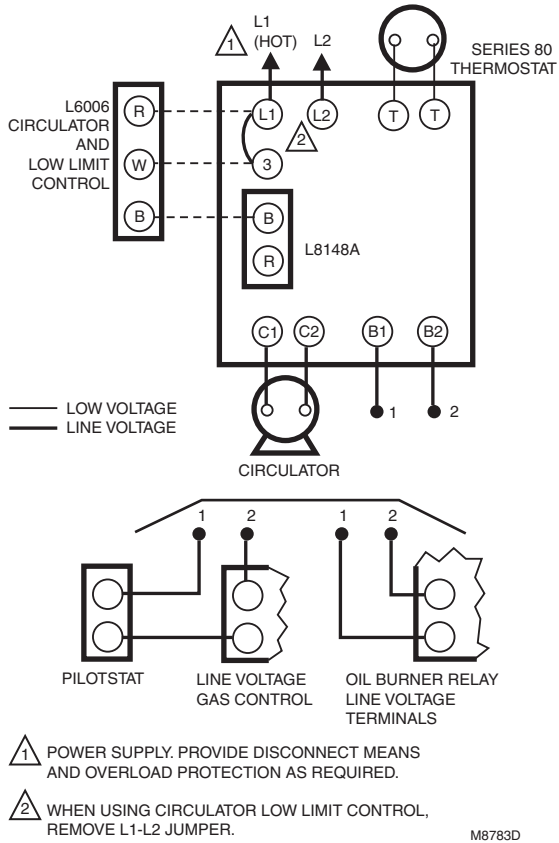 1
L1
(HOT)
L2
SERIES 80
THERMOSTAT
L6006
CIRCULATOR
AND
LOW LIMIT
CONTROL
R
W
B
L1
L2
2
T
T
3
B
R
L8148A
C1
C2
B1
B2
1
2
LOW VOLTAGE
LINE VOLTAGE
CIRCULATOR
1
2
1
2
PILOTSTAT
LINE VOLTAGE
GAS CONTROL
OIL BURNER RELAY
LINE VOLTAGE
TERMINALS
1 POWER SUPPLY. PROVIDE DISCONNECT MEANS
AND OVERLOAD PROTECTION AS REQUIRED.
2 WHEN USING CIRCULATOR LOW LIMIT CONTROL,
REMOVE L1-L2 JUMPER.
M8783D